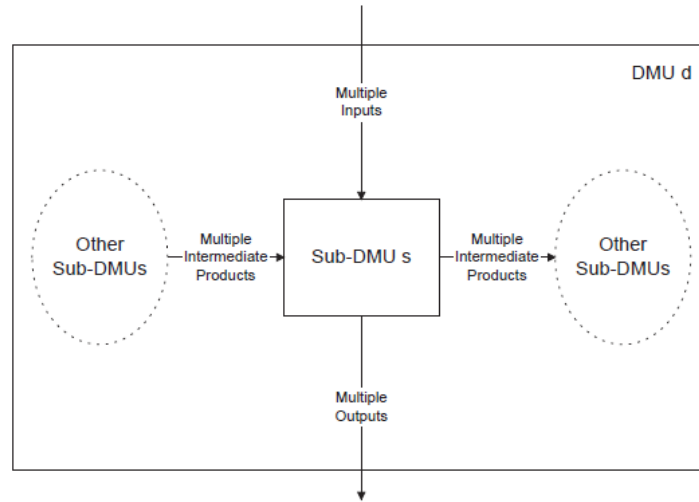 DMU d
Multiple
Inputs
Other
Sub-DMUs
Multiple
Intermediate
Products
Sub-DMU s
Multiple
Intermediate
Products
Other
Sub-DMUs
Multiple
Outputs